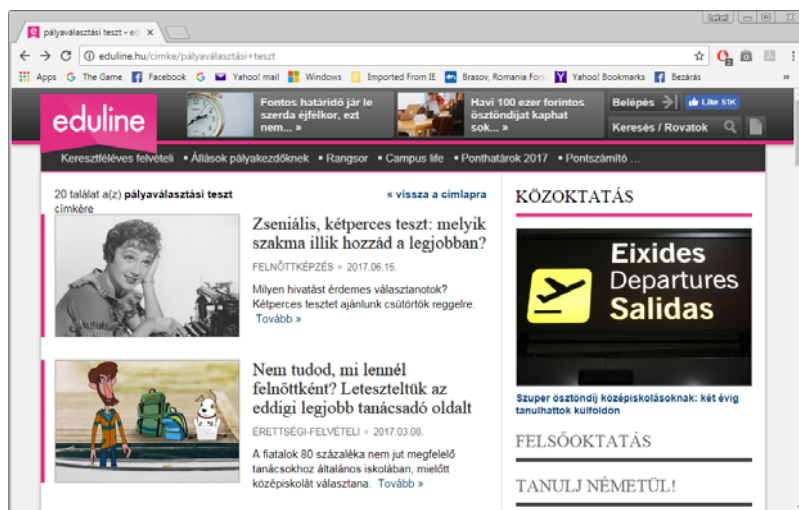 pályaválasztási teszt - ed
eduline.hu/cimke/pályaválasztási+teszt
Apps The Game Facebook Yahoo! mail Windows Imported From IE Brasov, Romania For Yahoo! Bookmarks Bezárás »
eduline
Fontos határidő jár le
szerda éjfélkor, ezt
nem... »
Havi 100 ezer forintos
ösztöndíjat kaphat
sok... »
Belépés
Like 51K
Keresés / Rovatok
Keresztféléves felvételi ▪ Állások pályakezdőknek ▪ Rangsor ▪ Campus life ▪ Ponthatárok 2017 ▪ Pontszámító ...
20 találat a(z) pályaválasztási teszt
címkére
« vissza a címlapra
Zseniális, kétperces teszt: melyik
szakma illik hozzád a legjobban?
FELNŐTTKÉPZÉS ▪ 2017.06.15.
Milyen hivatást érdemes választanotok?
Kétperces tesztet ajánlunk csütörtök reggelre.
Tovább »
Nem tudod, mi lennél
felnőttként? Leteszteltük az
eddigi legjobb tanácsadó oldalt
ÉRETTSÉGI-FELVÉTELI ▪ 2017.03.08.
A fiatalok 80 százaléka nem jut megfelelő
tanácsokhoz általános iskolában, mielőtt
középiskolát választana. Tovább »
KÖZOKTATÁS
Eixides
Departures
Salidas
Szuper ösztöndíj középiskolásoknak: két évig
tanulhattok külföldön
FELSŐOKTATÁS
TANULJ NÉMETÜL!